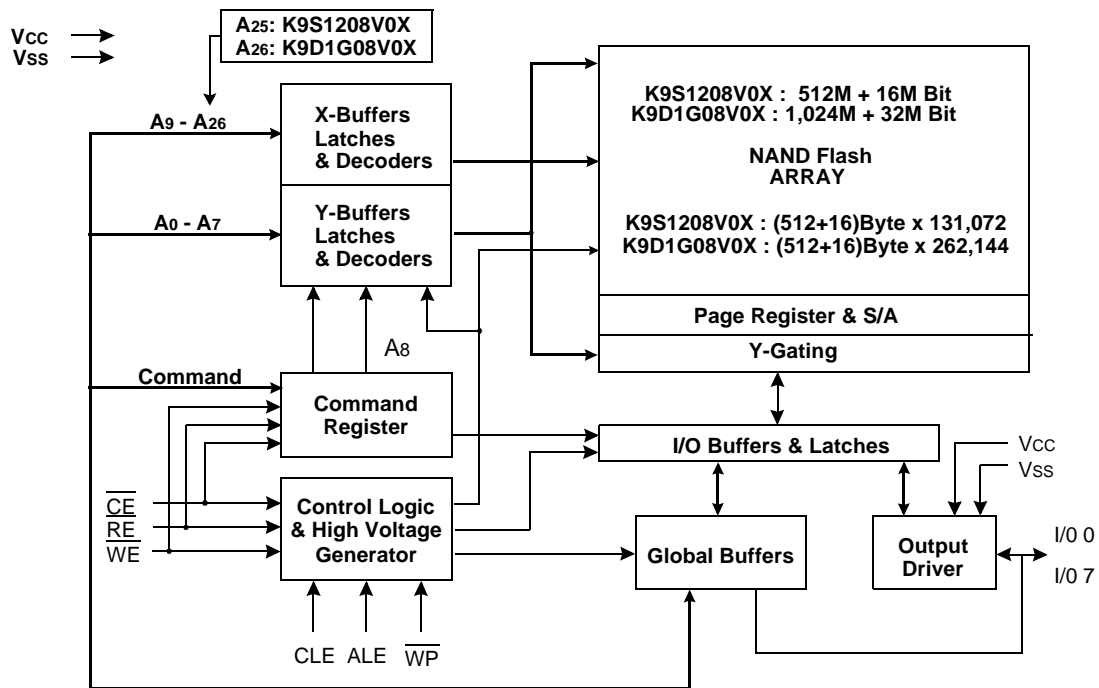 VCC
VSS
A25: K9S1208V0X
A26: K9D1G08V0X
A9 - A26
X-Buffers
Latches
& Decoders
A0 - A7
Y-Buffers
Latches
& Decoders
K9S1208V0X : 512M + 16M Bit
K9D1G08V0X : 1,024M + 32M Bit
NAND Flash
ARRAY
K9S1208V0X : (512+16)Byte x 131,072
K9D1G08V0X : (512+16)Byte x 262,144
Page Register & S/A
Y-Gating
A8
Command
Command
Register
I/O Buffers & Latches
VCC
VSS
CE
RE
WE
Control Logic
& High Voltage
Generator
Global Buffers
Output
Driver
I/0 0
I/0 7
CLE
ALE
WP